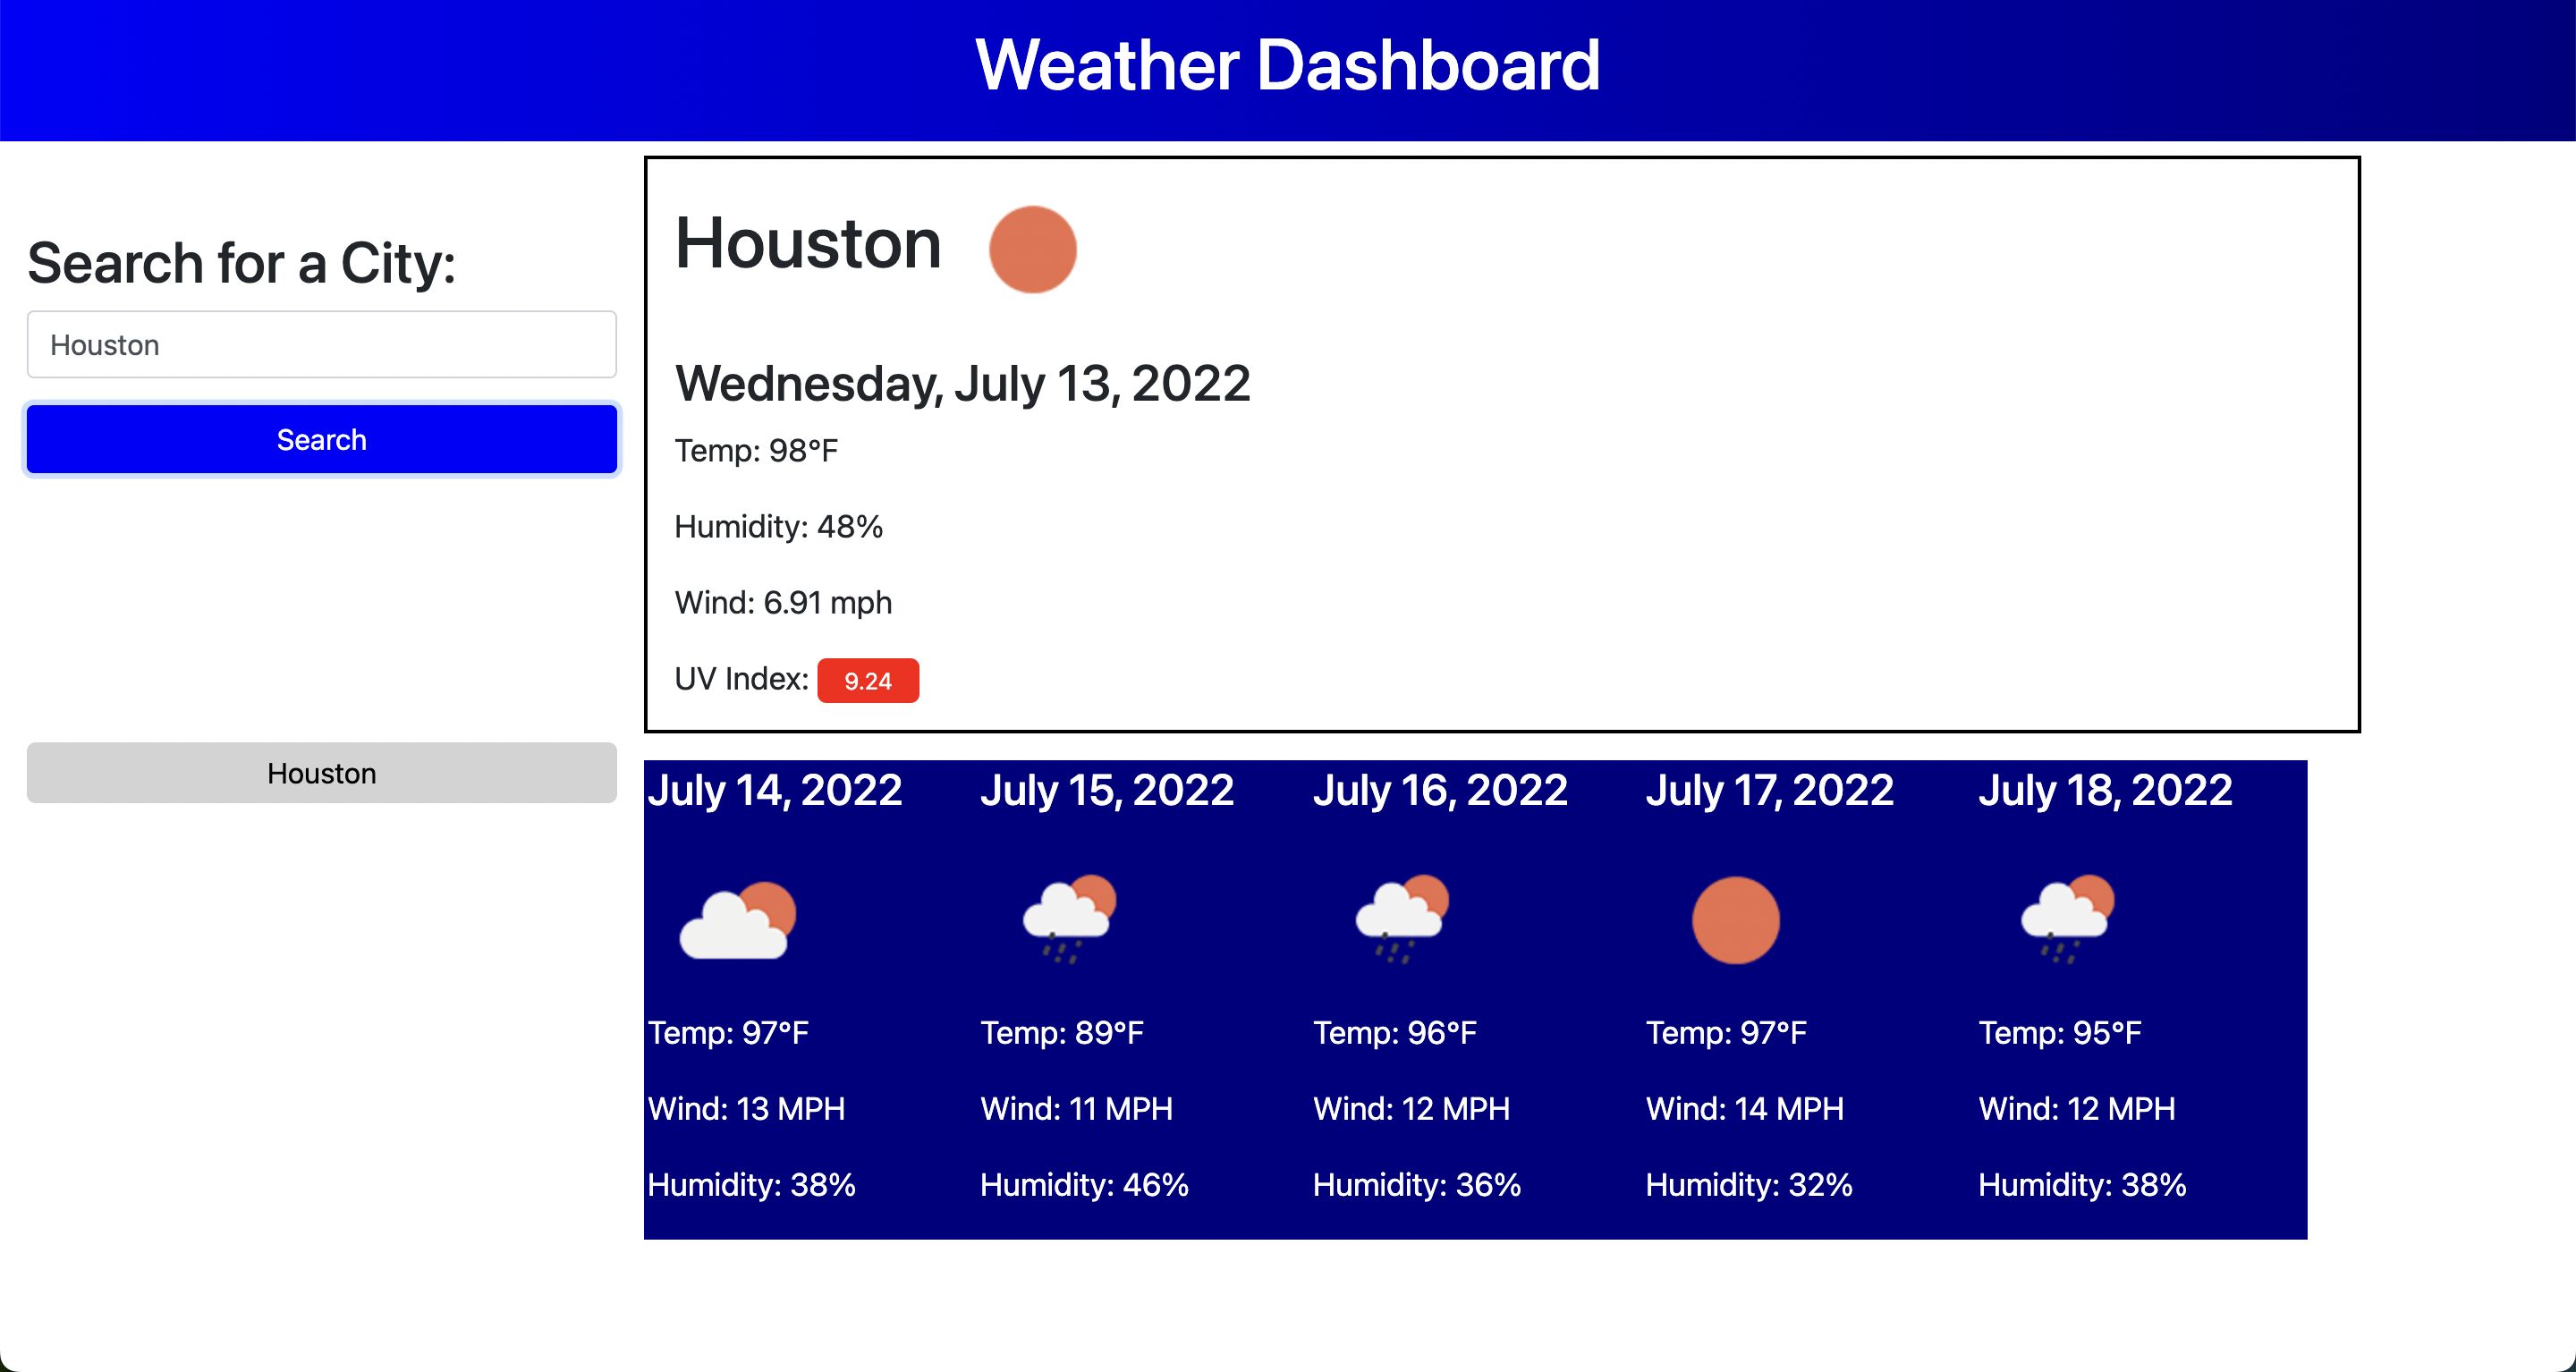 Weather Dashboard
Search for a City:
Houston
Search
Houston
Houston
Wednesday, July 13, 2022
Temp: 98°F
Humidity: 48%
Wind: 6.91 mph
UV Index: 9.24
July 14, 2022
Temp: 97°F
Wind: 13 MPH
Humidity: 38%
July 15, 2022
Temp: 89°F
Wind: 11 MPH
Humidity: 46%
July 16, 2022
Temp: 96°F
Wind: 12 MPH
Humidity: 36%
July 17, 2022
Temp: 97°F
Wind: 14 MPH
Humidity: 32%
July 18, 2022
Temp: 95°F
Wind: 12 MPH
Humidity: 38%